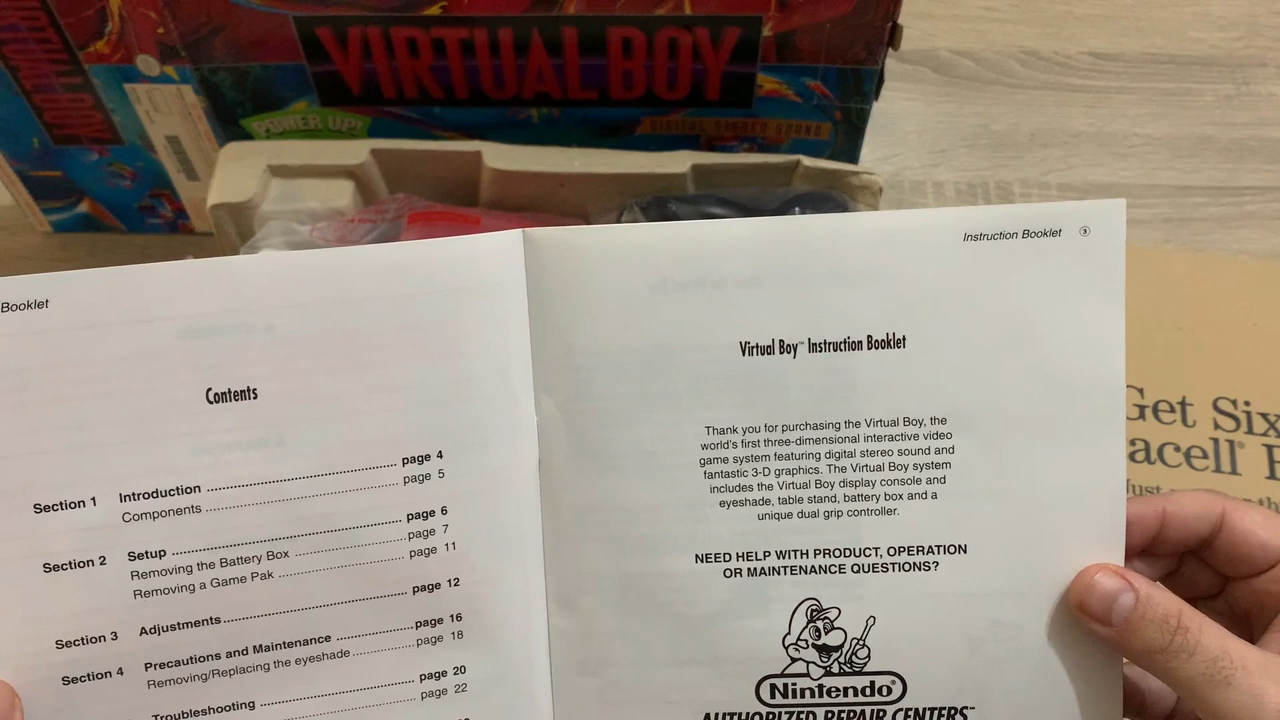 VIRTUAL BOY
VIRTUAL BOY
POWER UP!
DIGITAL STEREO SOUND
Booklet
Contents
Section 1 Introduction page 4
Components page 5
Section 2 Setup page 6
Removing the Battery Box page 7
Removing a Game Pak page 11
Section 3 Adjustments page 12
Section 4 Precautions and Maintenance page 16
Removing/Replacing the eyeshade page 18
Troubleshooting page 20
page 22
Instruction Booklet 3
Virtual Boy™ Instruction Booklet
Thank you for purchasing the Virtual Boy, the
world's first three-dimensional interactive video
game system featuring digital stereo sound and
fantastic 3-D graphics. The Virtual Boy system
includes the Virtual Boy display console and
eyeshade, table stand, battery box and a
unique dual grip controller.
NEED HELP WITH PRODUCT, OPERATION
OR MAINTENANCE QUESTIONS?
Nintendo®
AUTHORIZED REPAIR CENTERS℠
Get Six
acell®